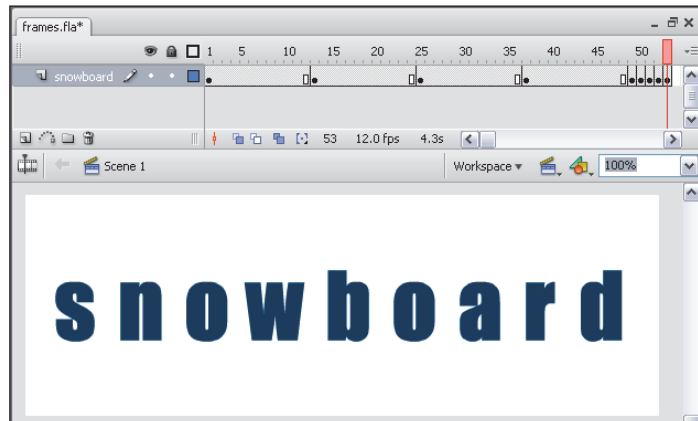 frames.fla*
1 5 10 15 20 25 30 35 40 45 50
snowboard
53 12.0 fps 4.3s
Scene 1 Workspace 100%
snowboard